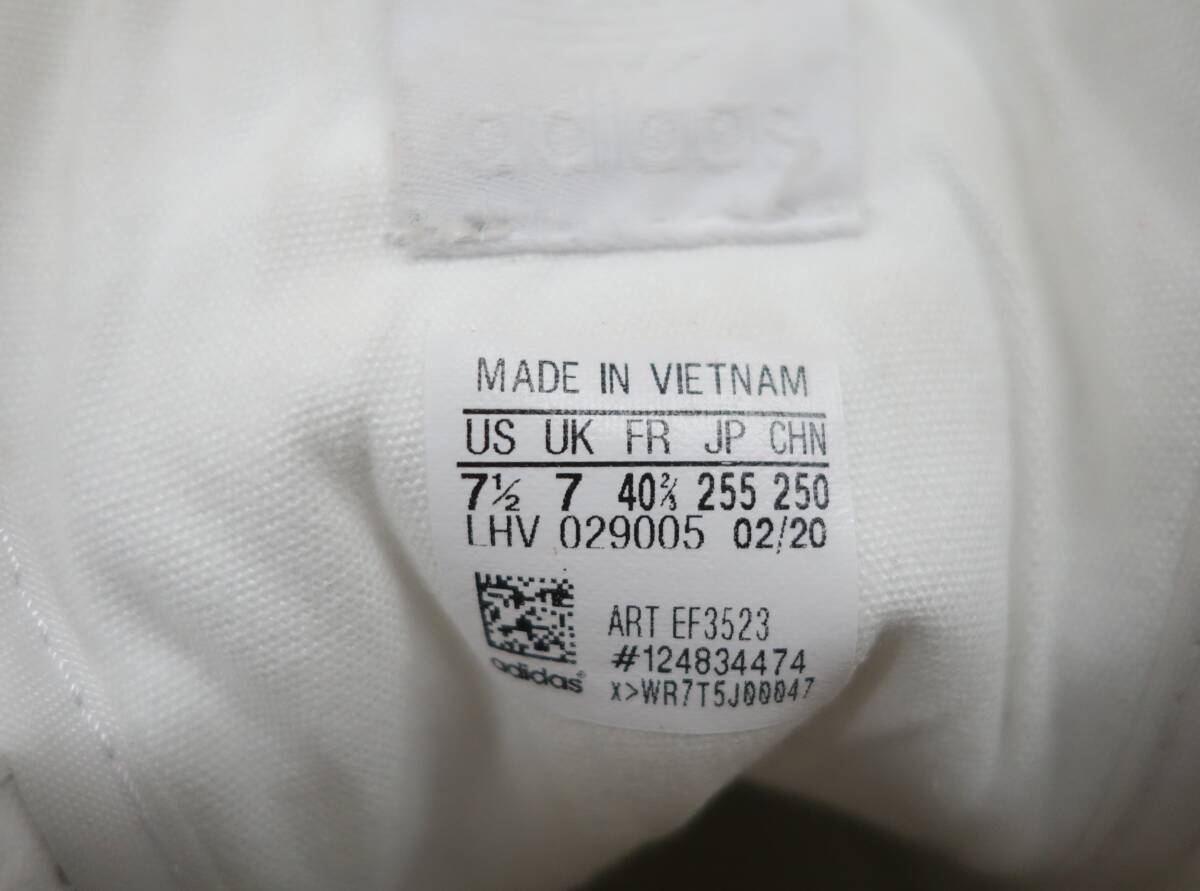 adidas
MADE IN VIETNAM
US UK FR JP CHN
7½ 7 40⅔ 255 250
LHV 029005 02/20
ART EF3523
#124834474
adidas®
x>WR7T5J00047